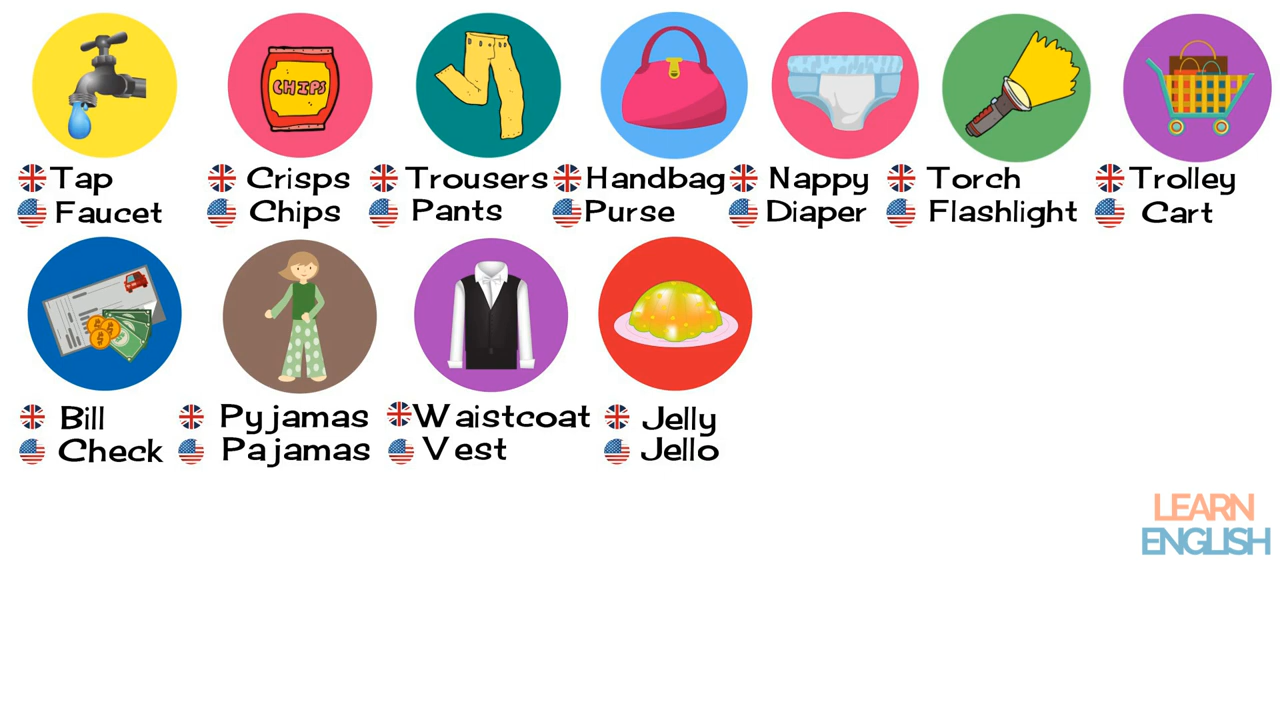 CHIPS
Tap
Faucet
Crisps
Chips
Trousers
Pants
Handbag
Purse
Nappy
Diaper
Torch
Flashlight
Trolley
Cart
Bill
Check
Pyjamas
Pajamas
Waistcoat
Vest
Jelly
Jello
LEARN
ENGLISH